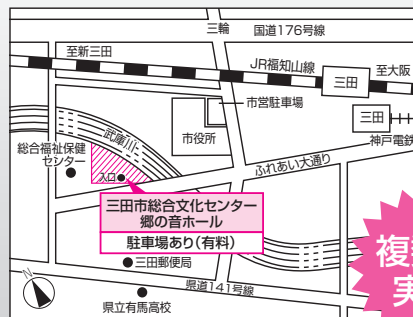 三輪
国道176号線
至新三田
JR福知山線
三田
至大阪
市営駐車場
三田
神戸電鉄
武庫川
市役所
総合福祉保健
センター
ふれあい大通り
入口
三田市総合文化センター
郷の音ホール
駐車場あり(有料)
三田郵便局
県道141号線
県立有馬高校
N